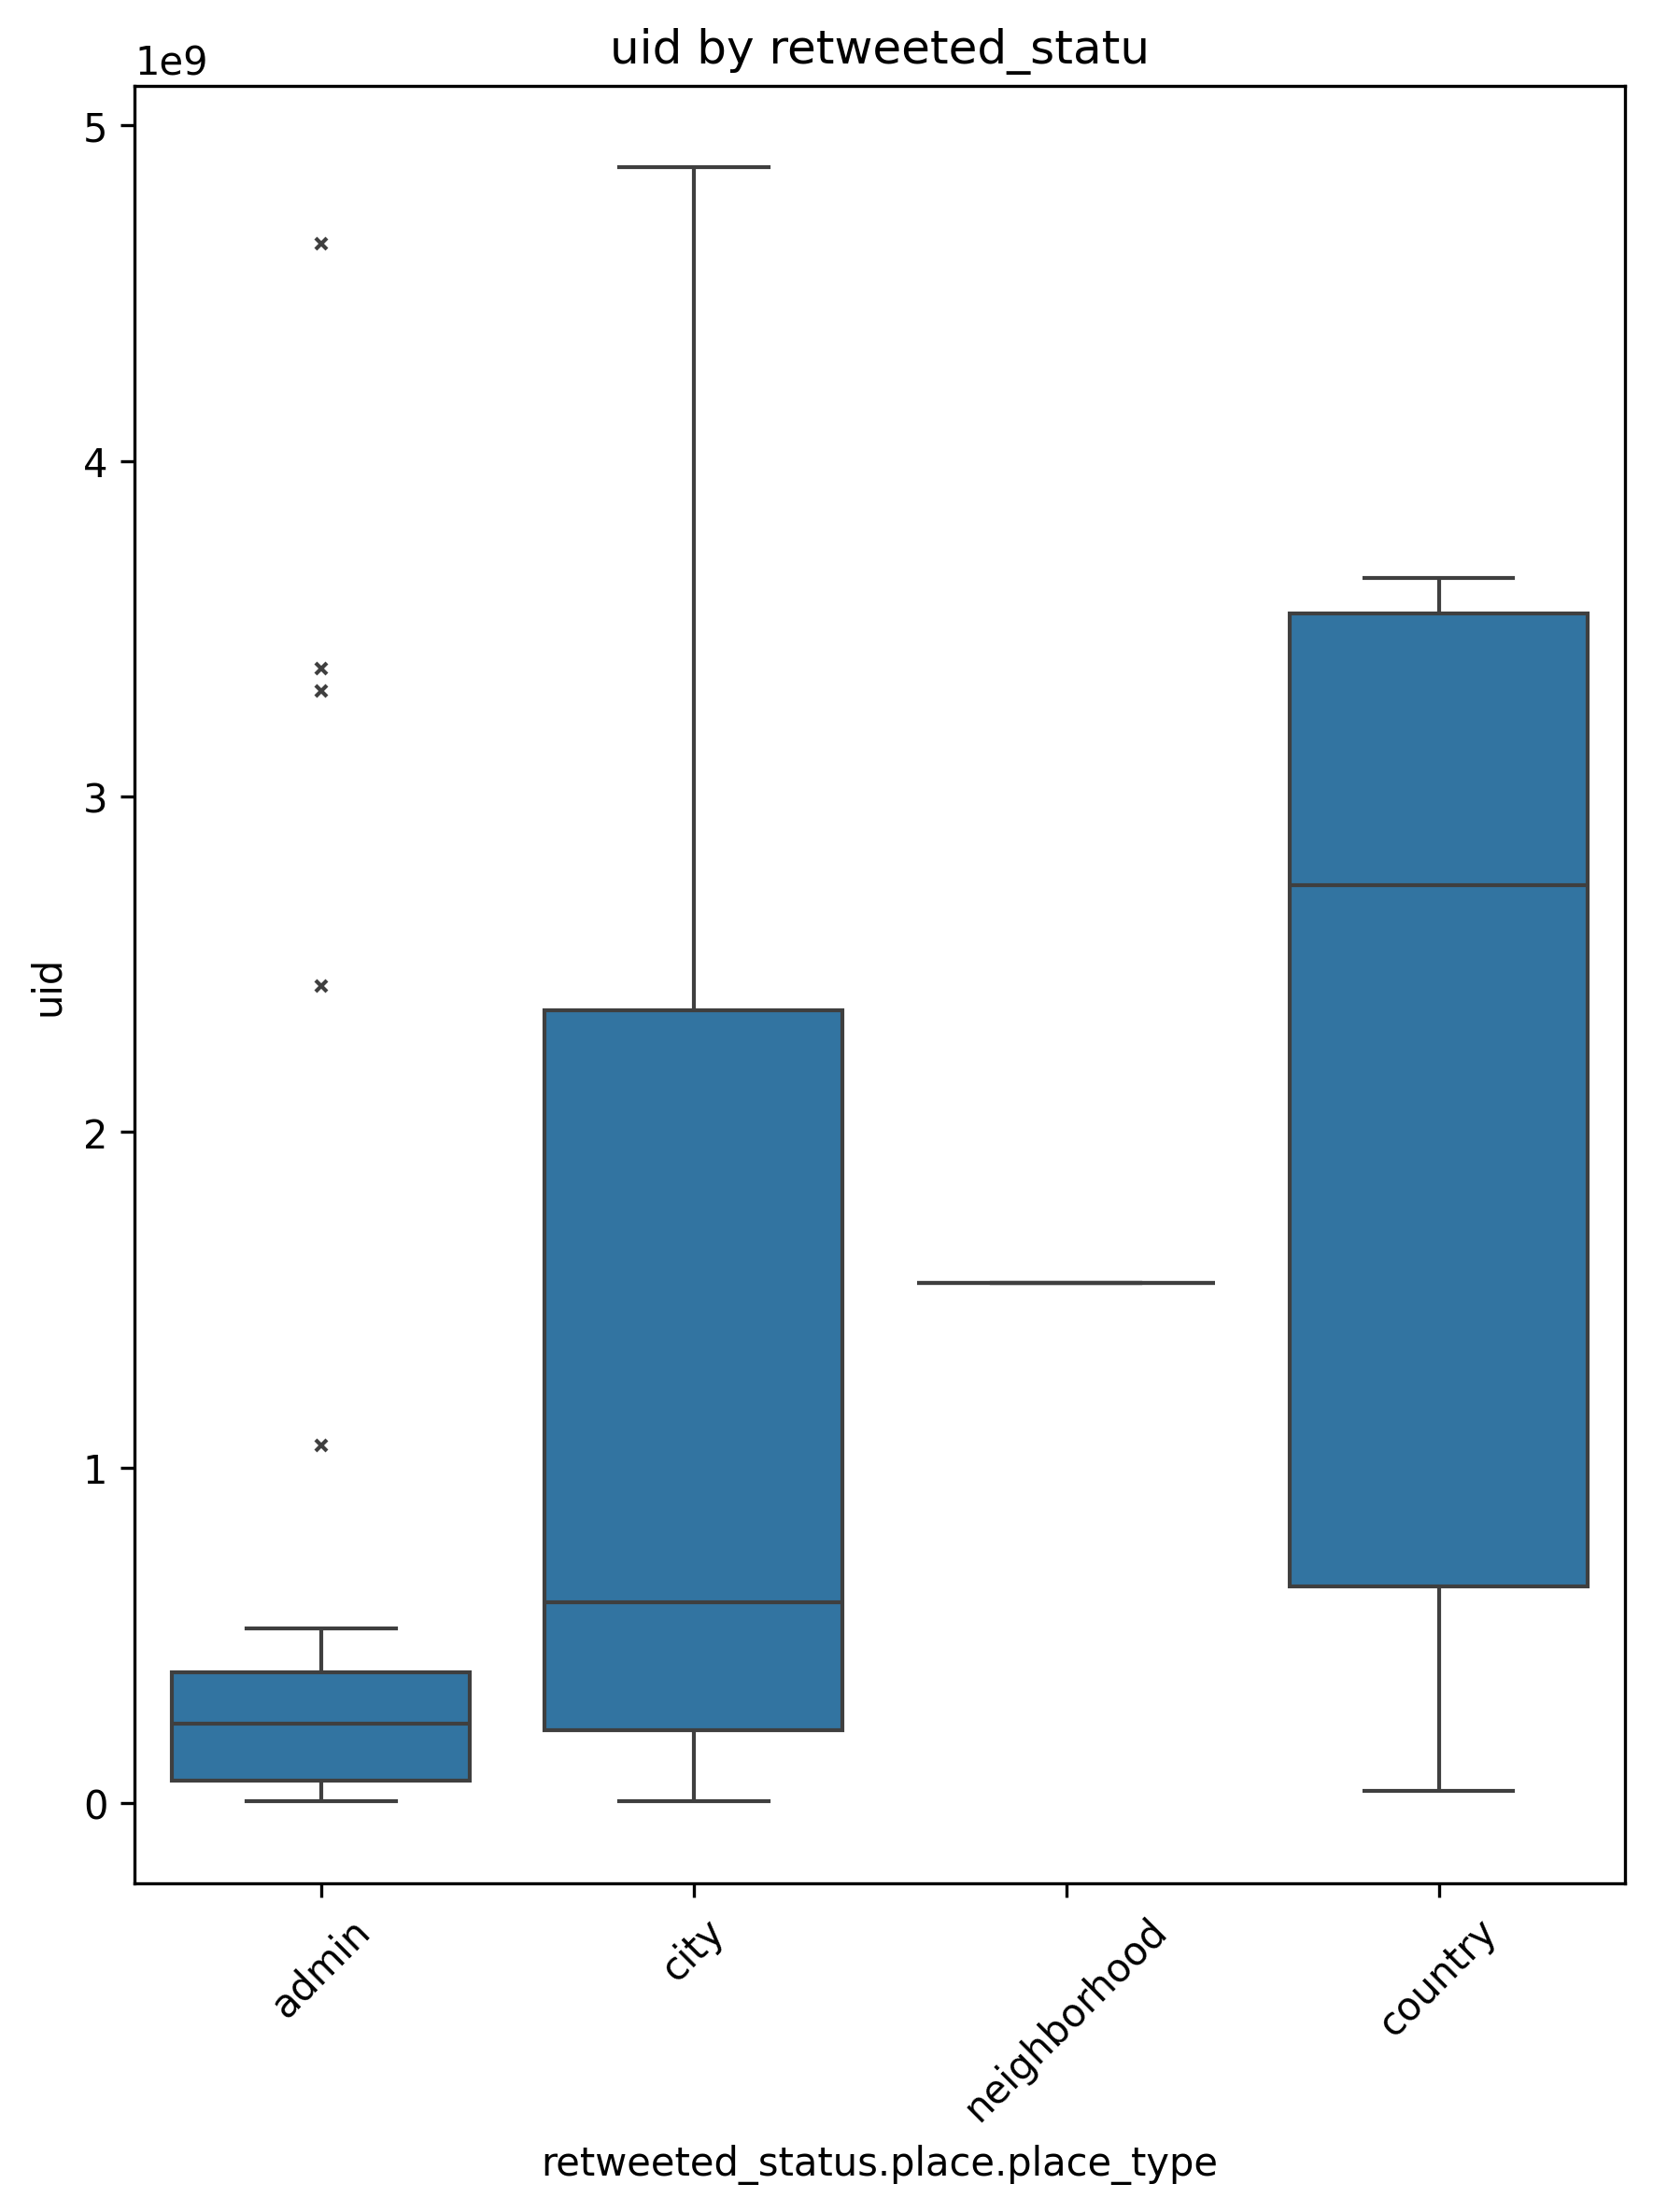 uid by retweeted_statu
1e9
5
4
3
2
1
0
uid
admin
city
neighborhood
country
retweeted_status.place.place_type